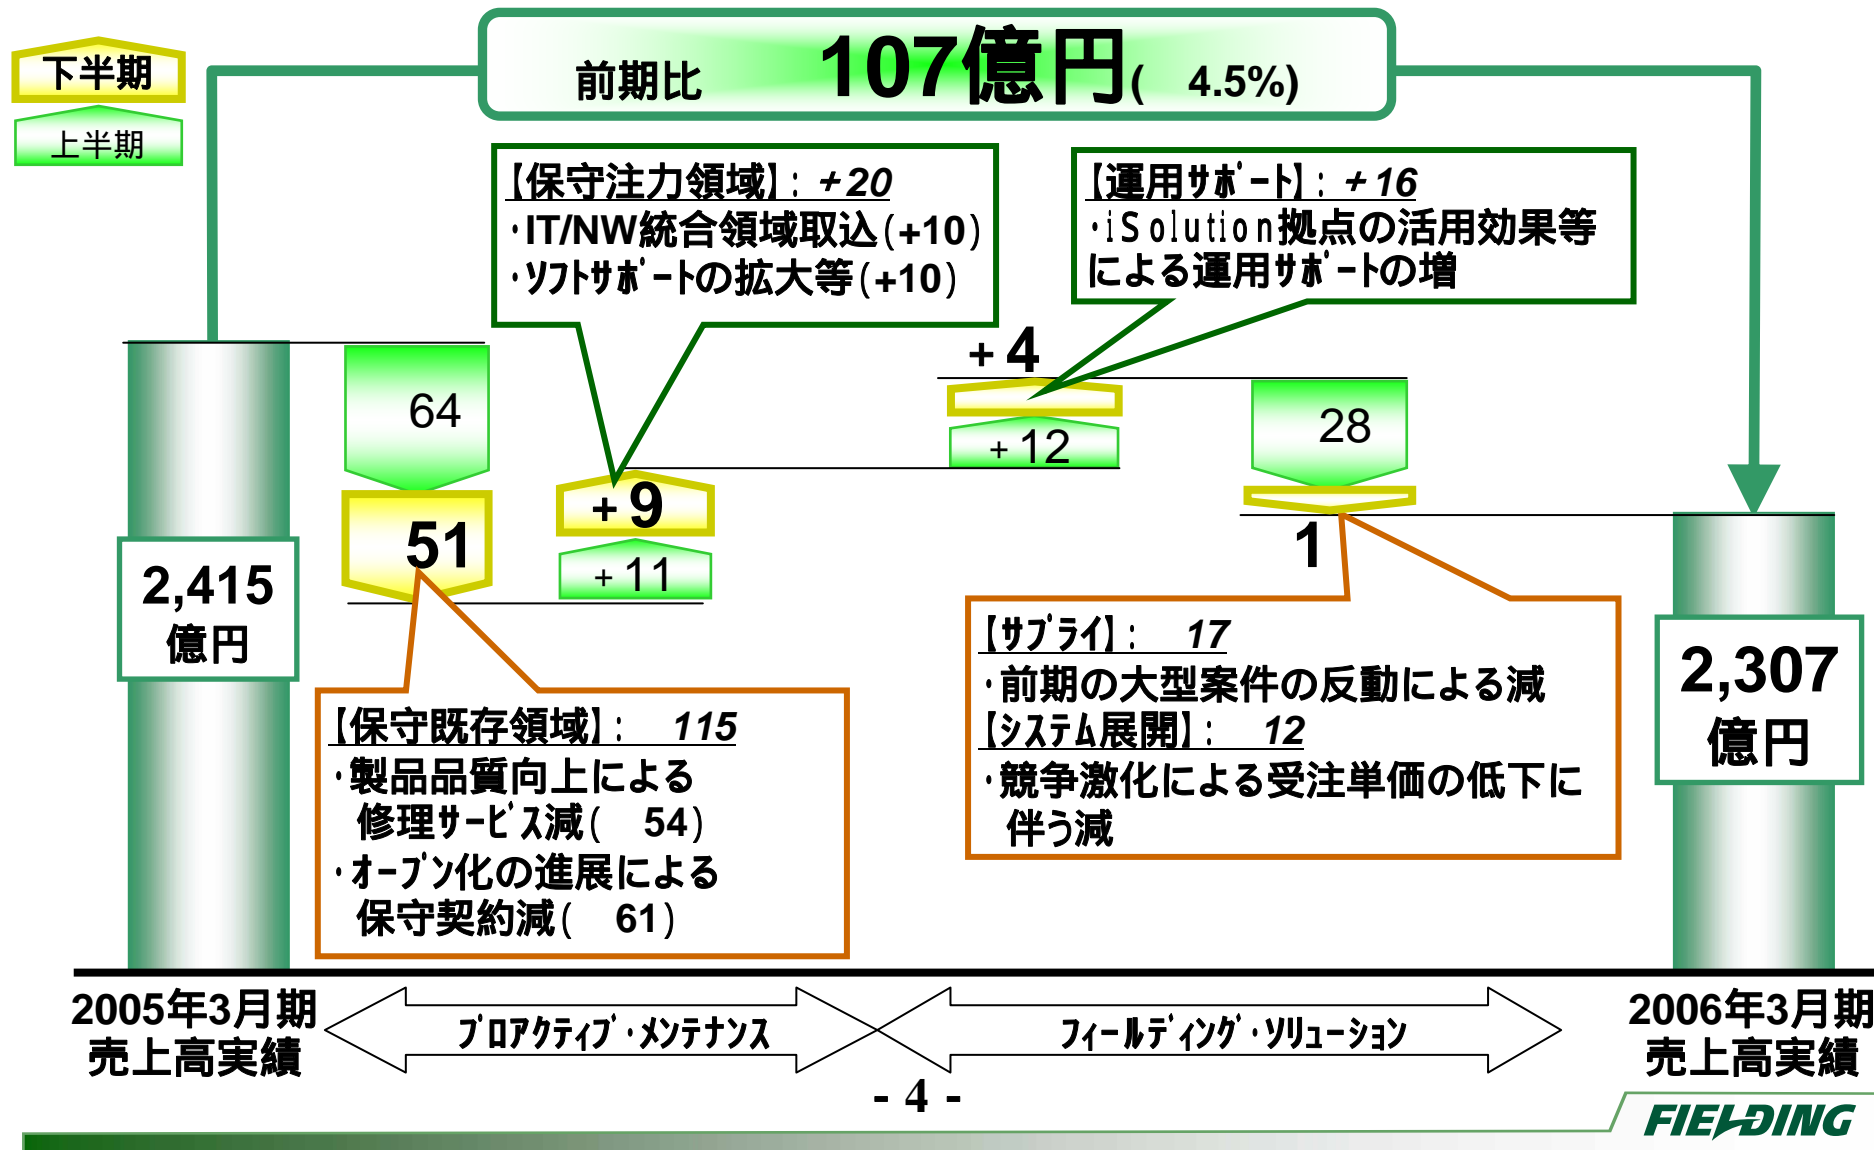 下半期
上半期
前期比 107億円( 4.5%)
【保守注力領域】: +20
・IT/NW統合領域取込(+10)
・ソフトサポートの拡大等(+10)
【運用サポート】: +16
・iSolution拠点の活用効果等
による運用サポートの増
64
51
+9
+11
+4
+12
28
1
2,415
億円
【保守既存領域】: 115
・製品品質向上による
修理サービス減( 54)
・オープン化の進展による
保守契約減( 61)
【サプライ】: 17
・前期の大型案件の反動による減
【システム展開】: 12
・競争激化による受注単価の低下に
伴う減
2,307
億円
2005年3月期
売上高実績
プロアクティブ・メンテナンス
フィールディング・ソリューション
2006年3月期
売上高実績
- 4 -
FIELDING